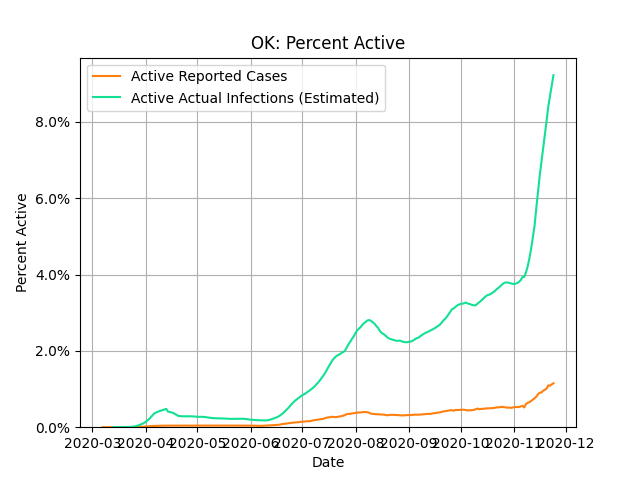 OK: Percent Active
Active Reported Cases
Active Actual Infections (Estimated)
8.0%
6.0%
4.0%
2.0%
0.0%
Percent Active
2020-03 2020-04 2020-05 2020-06 2020-07 2020-08 2020-09 2020-10 2020-11 2020-12
Date